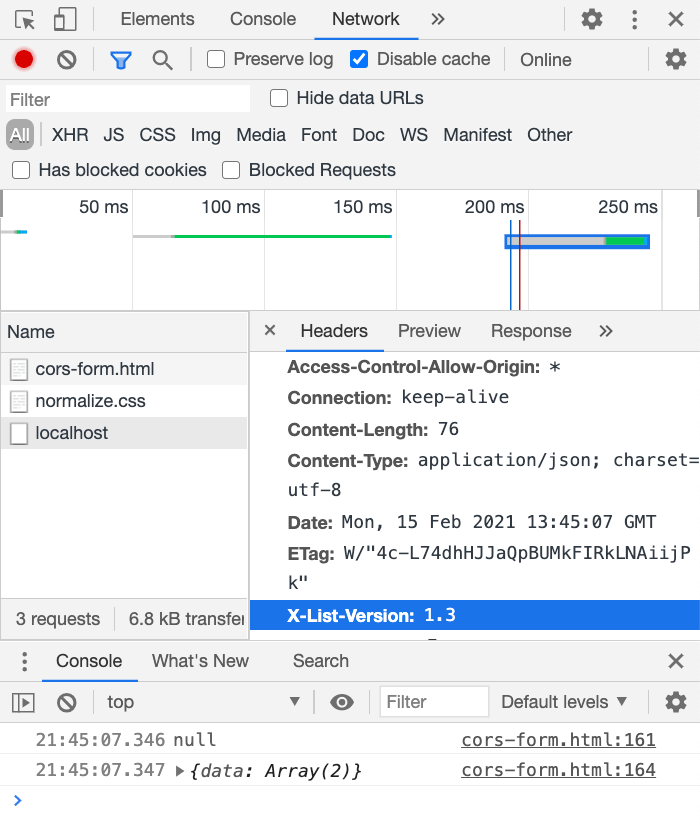 Elements Console Network »
Preserve log Disable cache Online
Filter Hide data URLs
All XHR JS CSS Img Media Font Doc WS Manifest Other
Has blocked cookies Blocked Requests
50 ms 100 ms 150 ms 200 ms 250 ms
Name
cors-form.html
normalize.css
localhost
3 requests 6.8 kB transfer
× Headers Preview Response »
Access-Control-Allow-Origin: *
Connection: keep-alive
Content-Length: 76
Content-Type: application/json; charset=
utf-8
Date: Mon, 15 Feb 2021 13:45:07 GMT
ETag: W/"4c-L74dhHJJaQpBUMkFIRkLNAiijP
k"
X-List-Version: 1.3
Console What's New Search
top Filter Default levels
21:45:07.346 null cors-form.html:161
21:45:07.347 {data: Array(2)} cors-form.html:164